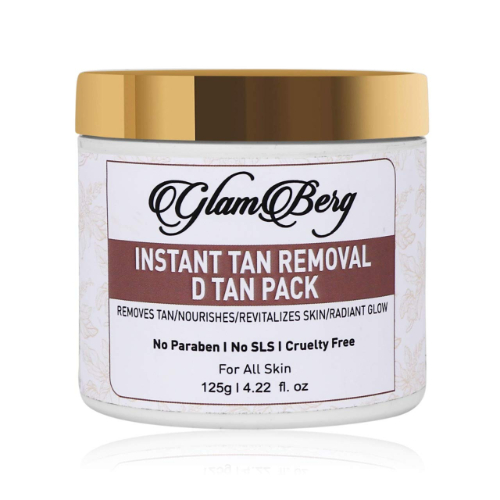 GlamBerg
INSTANT TAN REMOVAL
D TAN PACK
REMOVES TAN/NOURISHES/REVITALIZES SKIN/RADIANT GLOW
No Paraben I No SLS I Cruelty Free
For All Skin
125g I 4.22 fl. oz